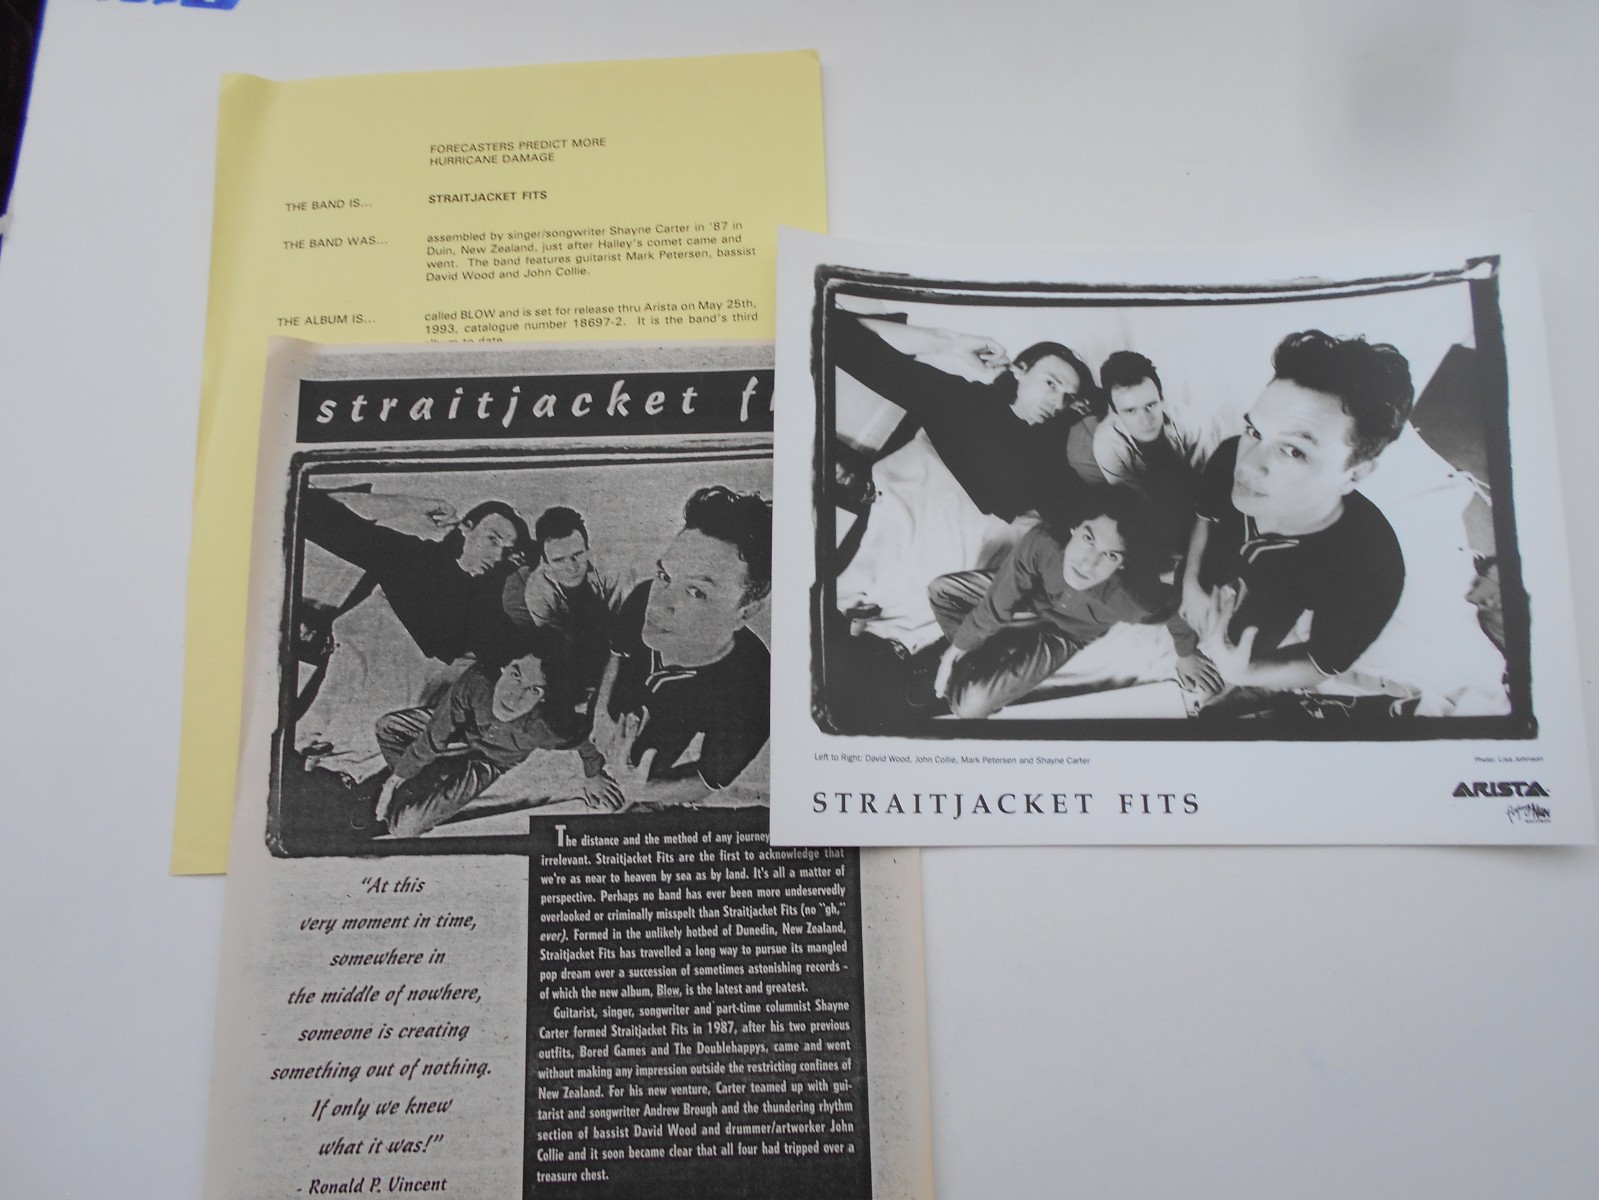 FORECASTERS PREDICT MORE
HURRICANE DAMAGE
THE BAND IS...
STRAITJACKET FITS
THE BAND WAS...
assembled by singer/songwriter Shayne Carter in '87 in
Duin, New Zealand, just after Halley's comet came and
went. The band features guitarist Mark Petersen, bassist
David Wood and John Collie.
THE ALBUM IS...
called BLOW and is set for release thru Arista on May 25th,
1993, catalogue number 18697-2. It is the band's third
album to date
straitjacket f
"At this
very moment in time,
somewhere in
the middle of nowhere,
someone is creating
something out of nothing.
If only we knew
what it was!"
- Ronald P. Vincent
The distance and the method of any journey
irrelevant. Straitjacket Fits are the first to acknowledge that
we're as near to heaven by sea as by land. It's all a matter of
perspective. Perhaps no band has ever been more undeservedly
overlooked or criminally misspelt than Straitjacket Fits (no "gh,"
ever). Formed in the unlikely hotbed of Dunedin, New Zealand,
Straitjacket Fits has travelled a long way to pursue its mangled
pop dream over a succession of sometimes astonishing records -
of which the new album, Blow, is the latest and greatest.
Guitarist, singer, songwriter and part-time columnist Shayne
Carter formed Straitjacket Fits in 1987, after his two previous
outfits, Bored Games and The Doublehappys, came and went
without making any impression outside the restricting confines of
New Zealand. For his new venture, Carter teamed up with gui-
tarist and songwriter Andrew Brough and the thundering rhythm
section of bassist David Wood and drummer/artworker John
Collie and it soon became clear that all four had tripped over a
treasure chest.
Left to Right: David Wood, John Collie, Mark Petersen and Shayne Carter
Photo: Lisa Johnson
STRAITJACKET FITS
ARISTA